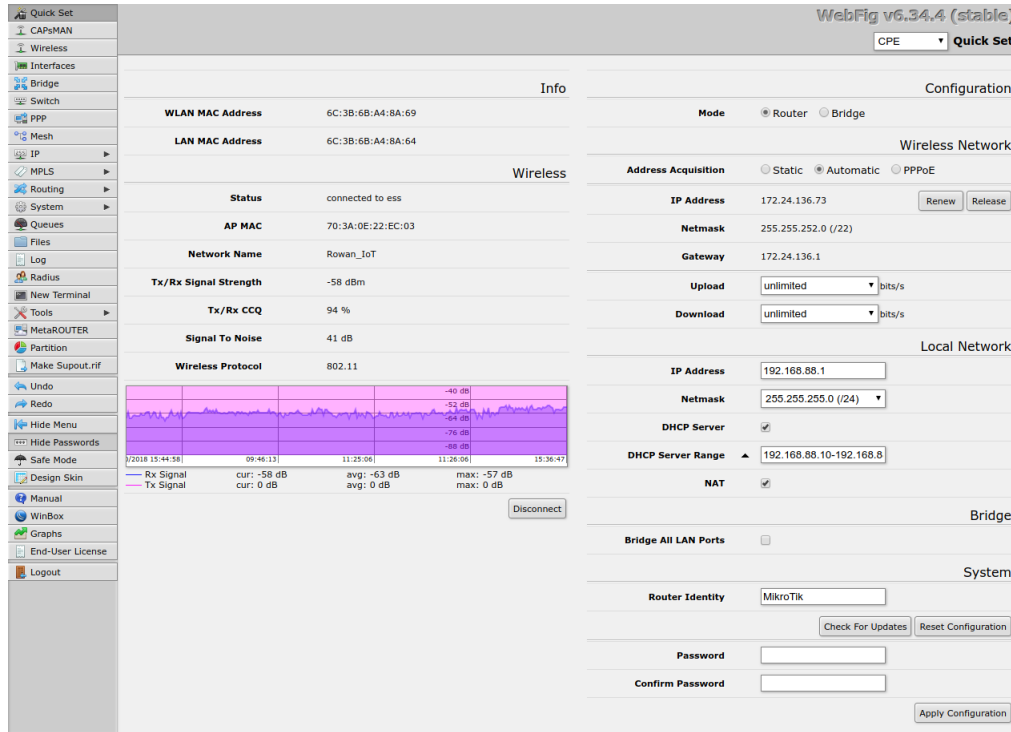 Quick Set
CAPsMAN
Wireless
Interfaces
Bridge
Switch
PPP
Mesh
IP
MPLS
Routing
System
Queues
Files
Log
Radius
New Terminal
Tools
MetaROUTER
Partition
Make Supout.rif
Undo
Redo
Hide Menu
Hide Passwords
Safe Mode
Design Skin
Manual
WinBox
Graphs
End-User License
Logout
WebFig v6.34.4 (stable)
CPE Quick Set
Info
WLAN MAC Address 6C:3B:6B:A4:8A:69
LAN MAC Address 6C:3B:6B:A4:8A:64
Wireless
Status connected to ess
AP MAC 70:3A:0E:22:EC:03
Network Name Rowan_IoT
Tx/Rx Signal Strength -58 dBm
Tx/Rx CCQ 94 %
Signal To Noise 41 dB
Wireless Protocol 802.11
-40 dB
-52 dB
-64 dB
-76 dB
-88 dB
/2018 15:44:58 09:46:13 11:25:06 11:26:06 15:36:47
Rx Signal cur: -58 dB avg: -63 dB max: -57 dB
Tx Signal cur: 0 dB avg: 0 dB max: 0 dB
Disconnect
Configuration
Mode Router Bridge
Wireless Network
Address Acquisition Static Automatic PPPoE
IP Address 172.24.136.73 Renew Release
Netmask 255.255.252.0 (/22)
Gateway 172.24.136.1
Upload unlimited bits/s
Download unlimited bits/s
Local Network
IP Address 192.168.88.1
Netmask 255.255.255.0 (/24)
DHCP Server
DHCP Server Range 192.168.88.10-192.168.8
NAT
Bridge
Bridge All LAN Ports
System
Router Identity MikroTik
Check For Updates Reset Configuration
Password
Confirm Password
Apply Configuration